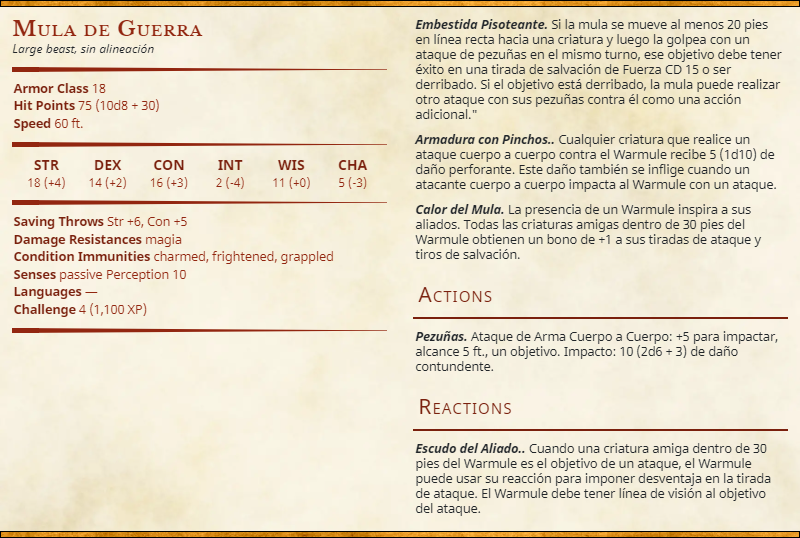 Mula de Guerra
Large beast, sin alineación
Armor Class 18
Hit Points 75 (10d8 + 30)
Speed 60 ft.
STR DEX CON INT WIS CHA
18 (+4) 14 (+2) 16 (+3) 2 (-4) 11 (+0) 5 (-3)
Saving Throws Str +6, Con +5
Damage Resistances magia
Condition Immunities charmed, frightened, grappled
Senses passive Perception 10
Languages —
Challenge 4 (1,100 XP)
Embestida Pisoteante. Si la mula se mueve al menos 20 pies
en línea recta hacia una criatura y luego la golpea con un
ataque de pezuñas en el mismo turno, ese objetivo debe tener
éxito en una tirada de salvación de Fuerza CD 15 o ser
derribado. Si el objetivo está derribado, la mula puede realizar
otro ataque con sus pezuñas contra él como una acción
adicional."
Armadura con Pinchos.. Cualquier criatura que realice un
ataque cuerpo a cuerpo contra el Warmule recibe 5 (1d10) de
daño perforante. Este daño también se inflige cuando un
atacante cuerpo a cuerpo impacta al Warmule con un ataque.
Calor del Mula. La presencia de un Warmule inspira a sus
aliados. Todas las criaturas amigas dentro de 30 pies del
Warmule obtienen un bono de +1 a sus tiradas de ataque y
tiros de salvación.
Actions
Pezuñas. Ataque de Arma Cuerpo a Cuerpo: +5 para impactar,
alcance 5 ft., un objetivo. Impacto: 10 (2d6 + 3) de daño
contundente.
Reactions
Escudo del Aliado.. Cuando una criatura amiga dentro de 30
pies del Warmule es el objetivo de un ataque, el Warmule
puede usar su reacción para imponer desventaja en la tirada
de ataque. El Warmule debe tener línea de visión al objetivo
del ataque.